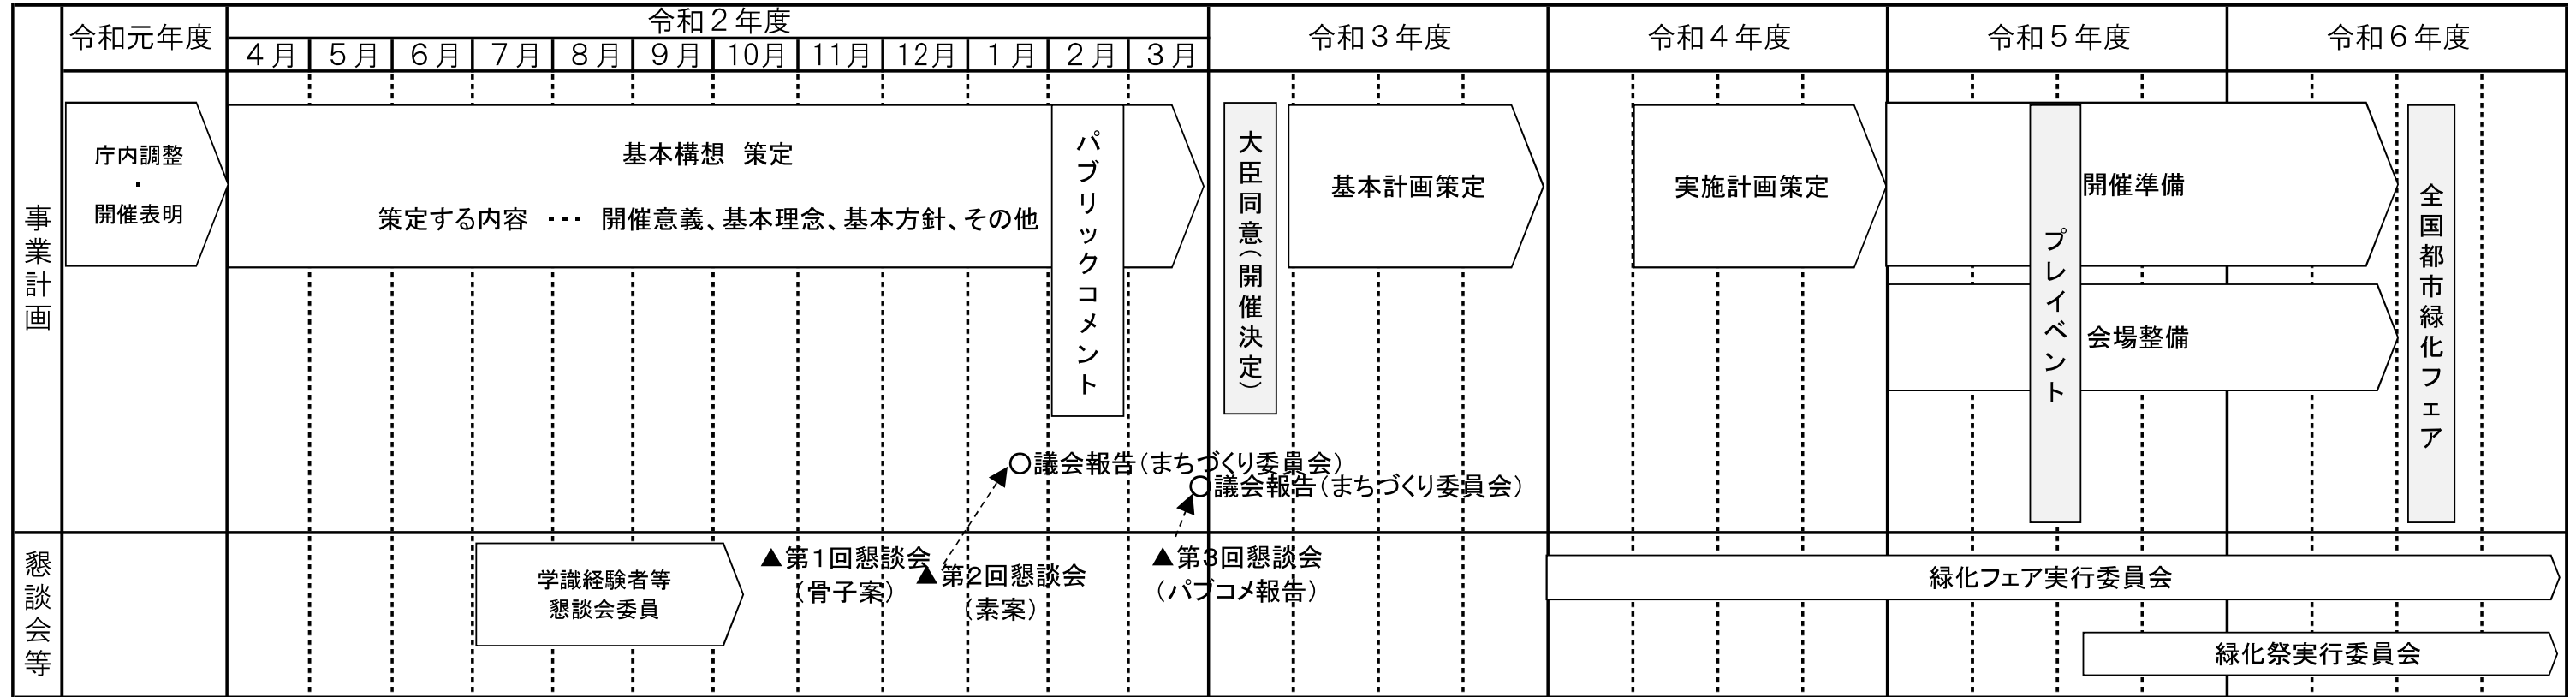 令和元年度
令和２年度
令和３年度
令和４年度
令和５年度
令和６年度
４月
５月
６月
７月
８月
９月
10月
11月
12月
１月
２月
３月
事業計画
庁内調整
・
開催表明
基本構想　策定
策定する内容　・・・　開催意義、基本理念、基本方針、その他
パブリックコメント
大臣同意（開催決定）
基本計画策定
実施計画策定
開催準備
プレイベント
会場整備
全国都市緑化フェア
○議会報告（まちづくり委員会）
○議会報告（まちづくり委員会）
懇談会等
学識経験者等
懇談会委員
▲第1回懇談会
（骨子案）
▲第2回懇談会
（素案）
▲第3回懇談会
（パブコメ報告）
緑化フェア実行委員会
緑化祭実行委員会